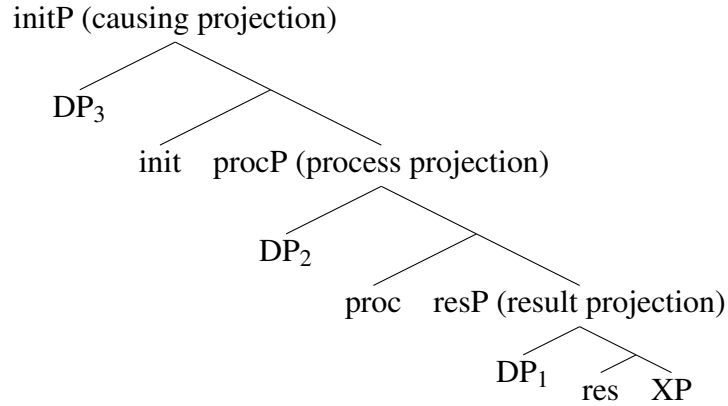 initP (causing projection)
DP₃
init procP (process projection)
DP₂
proc resP (result projection)
DP₁
res XP